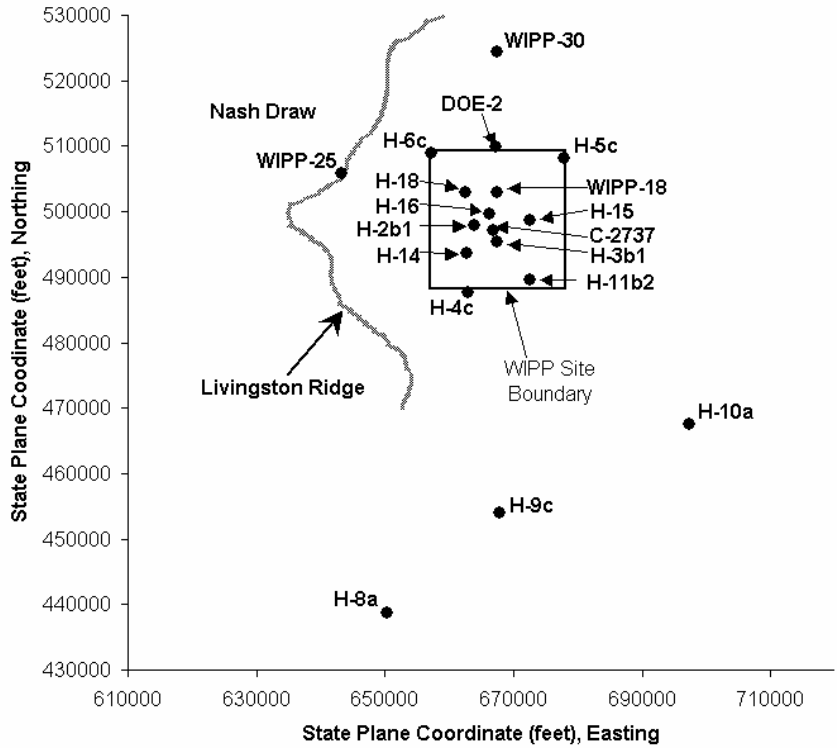 530000
WIPP-30
520000
Nash Draw
DOE-2
510000
H-6c
H-5c
WIPP-25
H-18
WIPP-18
500000
H-16
H-15
H-2b1
C-2737
H-14
H-3b1
490000
H-11b2
H-4c
480000
WIPP Site
Boundary
Livingston Ridge
470000
H-10a
460000
H-9c
450000
H-8a
440000
430000
610000 630000 650000 670000 690000 710000
State Plane Coordinate (feet), Easting
State Plane Coodinate (feet), Northing